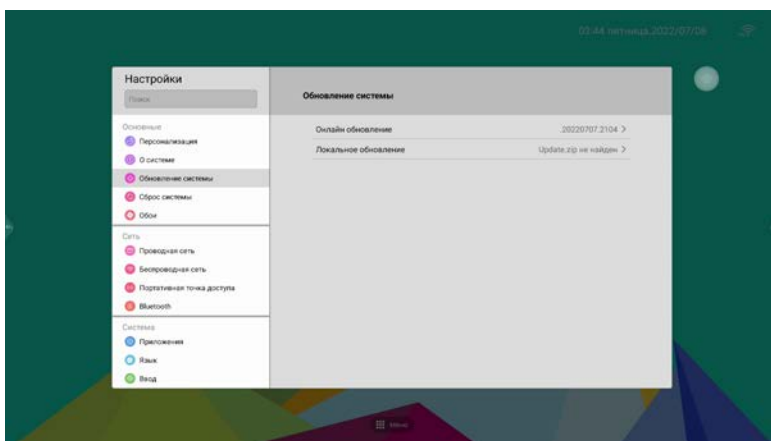 03:44 пятница 2022/07/08
Настройки
Поиск
Обновление системы
Основные
Персонализация
О системе
Обновление системы
Сброс системы
Обои
Онлайн обновление
20220707.2104 >
Локальное обновление
Update.zip не найден >
Сеть
Проводная сеть
Беспроводная сеть
Портативная точка доступа
Bluetooth
Система
Приложения
Язык
Ввод
Меню